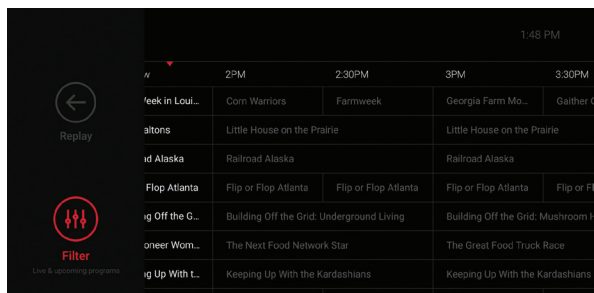 1:48 PM
2PM 2:30PM 3PM 3:30PM
Week in Loui... Corn Warriors Farmweek Georgia Farm Mo... Gaither
altons Little House on the Prairie Little House on the Prairie
ad Alaska Railroad Alaska Railroad Alaska
Flop Atlanta Flip or Flop Atlanta Flip or Flop Atlanta Flip or Flop Atlanta Flip or
ng Off the G... Building Off the Grid: Underground Living Building Off the Grid: Mushroom
oneer Wom... The Next Food Network Star The Great Food Truck Race
ng Up With t... Keeping Up With the Kardashians Keeping Up With the Kardashians
Replay
Filter
Live & upcoming programs